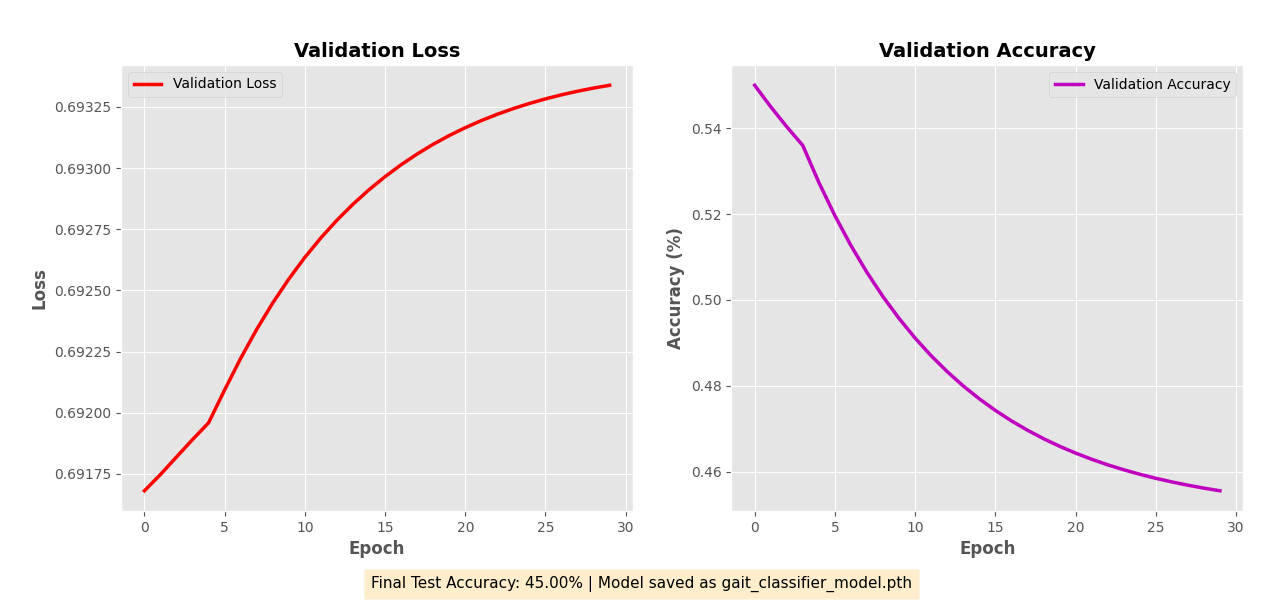 Validation Loss
Validation Loss
0.69325
0.69300
0.69275
0.69250
0.69225
0.69200
0.69175
Loss
0 5 10 15 20 25 30
Epoch
Validation Accuracy
Validation Accuracy
0.54
0.52
0.50
0.48
0.46
Accuracy (%)
0 5 10 15 20 25 30
Epoch
Final Test Accuracy: 45.00% | Model saved as gait_classifier_model.pth